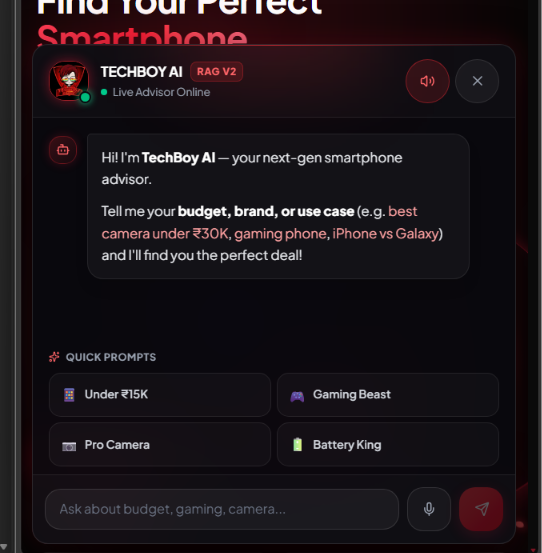 Find Your Perfect
Smartphone
TECHBOY AI RAG V2
Live Advisor Online
Hi! I'm TechBoy AI — your next-gen smartphone
advisor.
Tell me your budget, brand, or use case (e.g. best
camera under ₹30K, gaming phone, iPhone vs Galaxy)
and I'll find you the perfect deal!
QUICK PROMPTS
Under ₹15K
Gaming Beast
Pro Camera
Battery King
Ask about budget, gaming, camera...